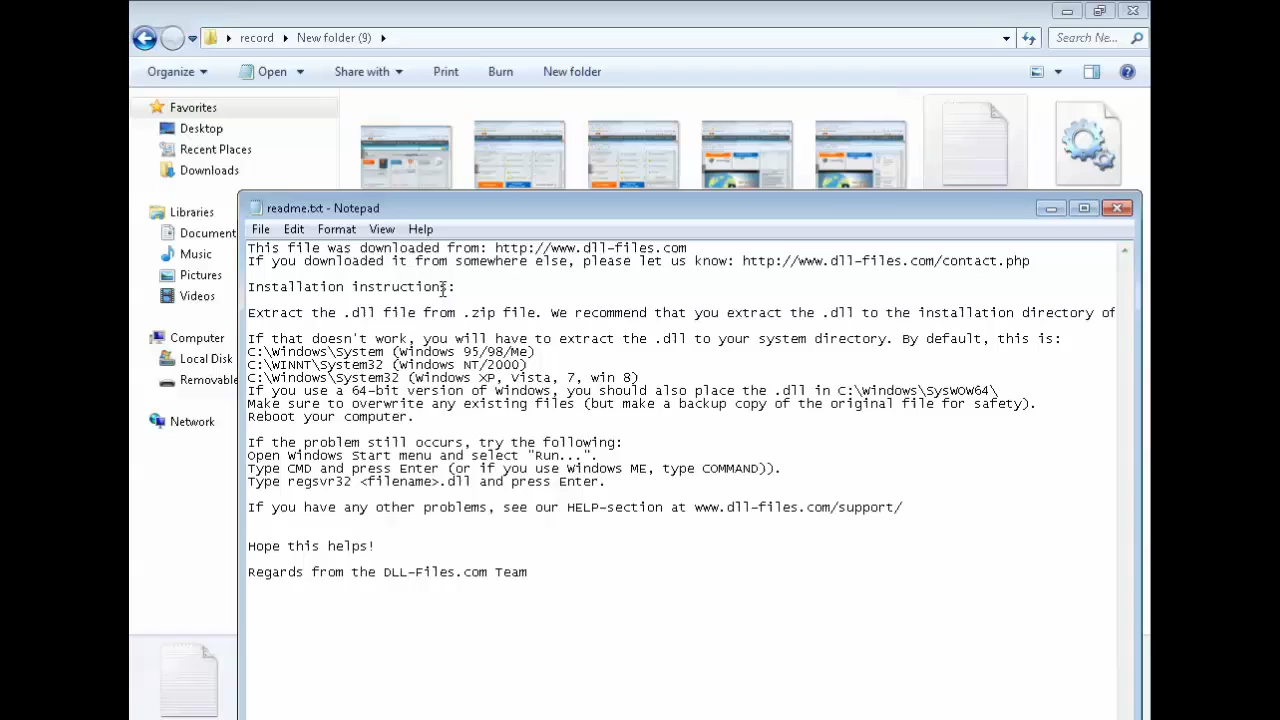 record
New folder (9)
Search Ne...
Organize
Open
Share with
Print
Burn
New folder
Favorites
Desktop
Recent Places
Downloads
Libraries
Document
Music
Pictures
Videos
Computer
Local Disk
Removable
Network
readme.txt - Notepad
File Edit Format View Help
This file was downloaded from: http://www.dll-files.com
If you downloaded it from somewhere else, please let us know: http://www.dll-files.com/contact.php
Installation instructions:
Extract the .dll file from .zip file. We recommend that you extract the .dll to the installation directory of
If that doesn't work, you will have to extract the .dll to your system directory. By default, this is:
C:\Windows\System (Windows 95/98/Me)
C:\WINNT\System32 (Windows NT/2000)
C:\Windows\System32 (Windows XP, Vista, 7, win 8)
If you use a 64-bit version of Windows, you should also place the .dll in C:\Windows\SysWOW64\
Make sure to overwrite any existing files (but make a backup copy of the original file for safety).
Reboot your computer.
If the problem still occurs, try the following:
Open Windows Start menu and select "Run...".
Type CMD and press Enter (or if you use Windows ME, type COMMAND)).
Type regsvr32 <filename>.dll and press Enter.
If you have any other problems, see our HELP-section at www.dll-files.com/support/
Hope this helps!
Regards from the DLL-Files.com Team